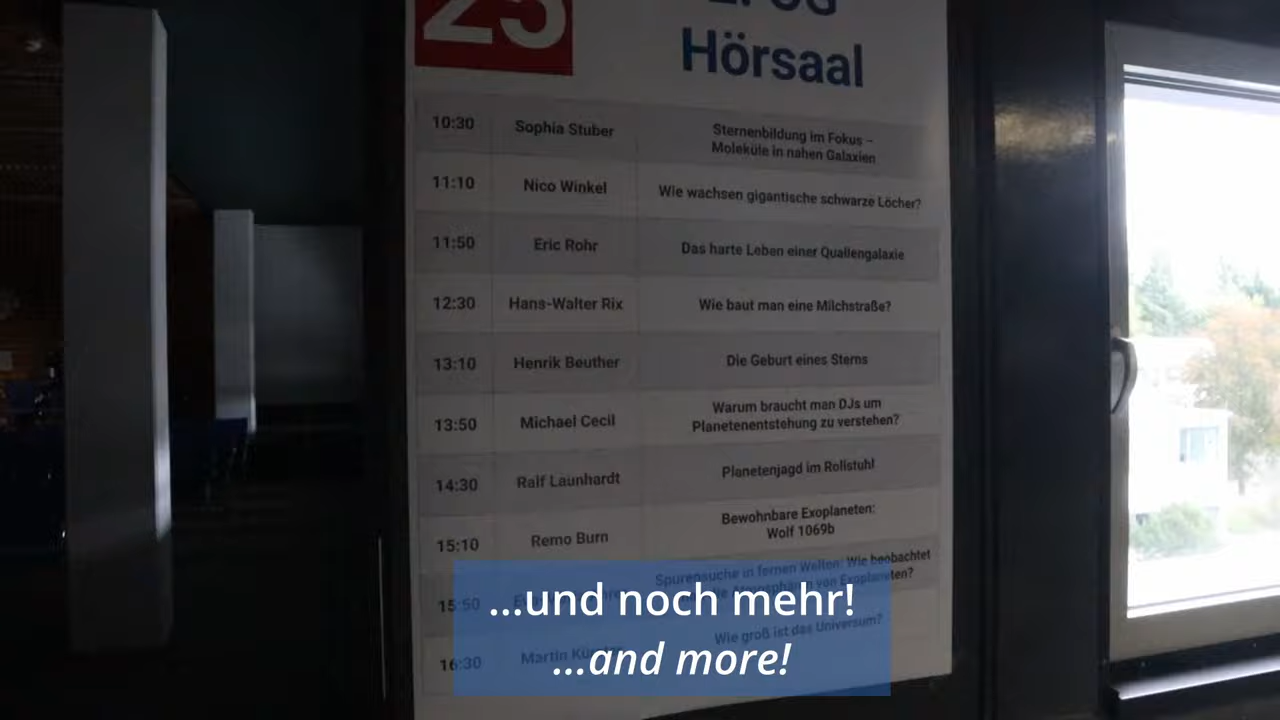 25
Hörsaal
10:30 Sophia Stuber Sternenbildung im Fokus –
Moleküle in nahen Galaxien
11:10 Nico Winkel Wie wachsen gigantische schwarze Löcher?
11:50 Eric Rohr Das harte Leben einer Quallengalaxie
12:30 Hans-Walter Rix Wie baut man eine Milchstraße?
13:10 Henrik Beuther Die Geburt eines Sterns
13:50 Michael Cecil Warum braucht man DJs um
Planetenentstehung zu verstehen?
14:30 Ralf Launhardt Planetenjagd im Rollstuhl
15:10 Remo Burn Bewohnbare Exoplaneten:
Wolf 1069b
15:50 Spurensuche in fernen Welten: Wie beobachtet
von Exoplaneten?
16:30 Martin Wie groß ist das Universum?
...und noch mehr!
...and more!